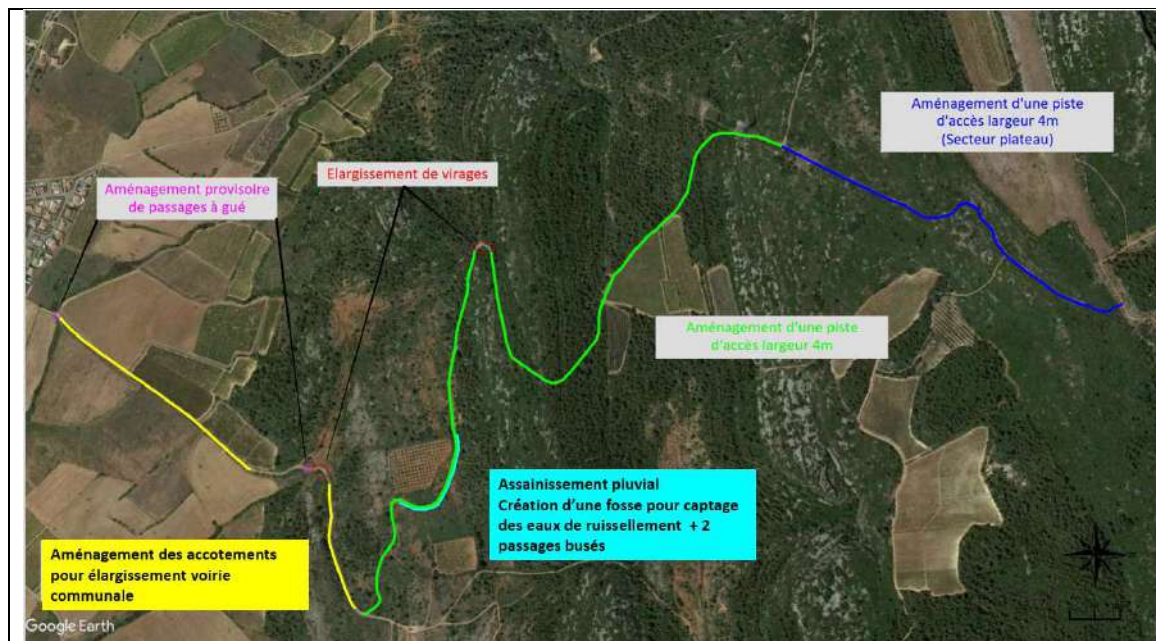 Aménagement d'une piste
d'accès largeur 4m
(Secteur plateau)
Elargissement de virages
Aménagement provisoire
de passages à gué
Aménagement d'une piste
d'accès largeur 4m
Assainissement pluvial
Création d'une fosse pour captage
des eaux de ruissellement + 2
passages busés
Aménagement des accotements
pour élargissement voirie
communale
Google Earth